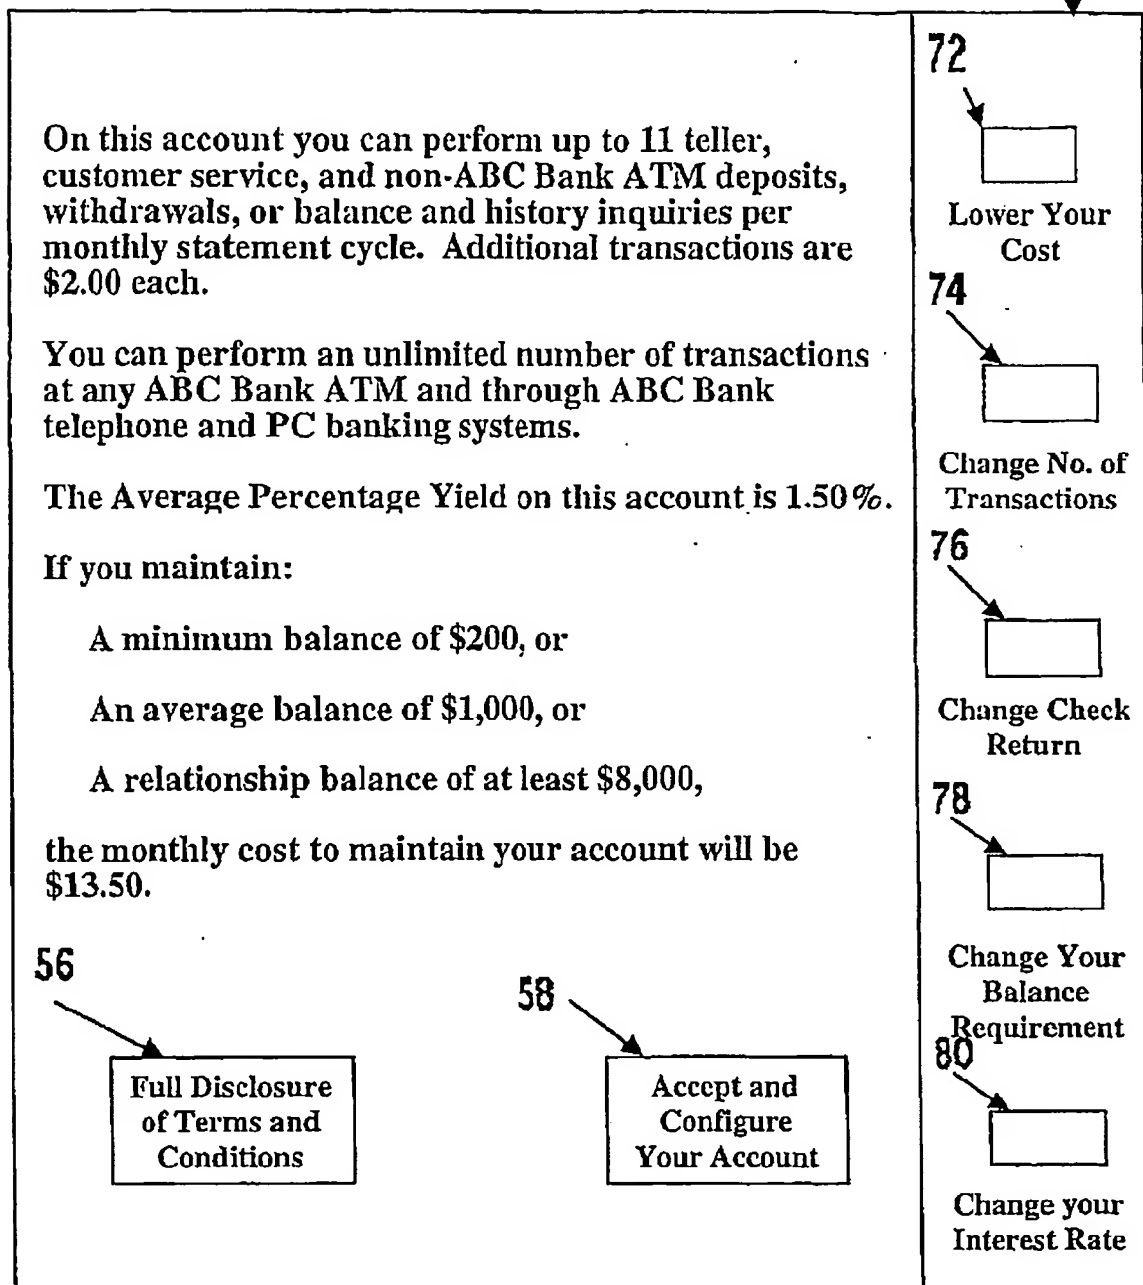 On this account you can perform up to 11 teller,
customer service, and non-ABC Bank ATM deposits,
withdrawals, or balance and history inquiries per
monthly statement cycle. Additional transactions are
$2.00 each.
You can perform an unlimited number of transactions
at any ABC Bank ATM and through ABC Bank
telephone and PC banking systems.
The Average Percentage Yield on this account is 1.50%.
If you maintain:
A minimum balance of $200, or
An average balance of $1,000, or
A relationship balance of at least $8,000,
the monthly cost to maintain your account will be
$13.50.
56
58
Full Disclosure
of Terms and
Conditions
Accept and
Configure
Your Account
72
Lower Your
Cost
74
Change No. of
Transactions
76
Change Check
Return
78
Change Your
Balance
Requirement
80
Change your
Interest Rate